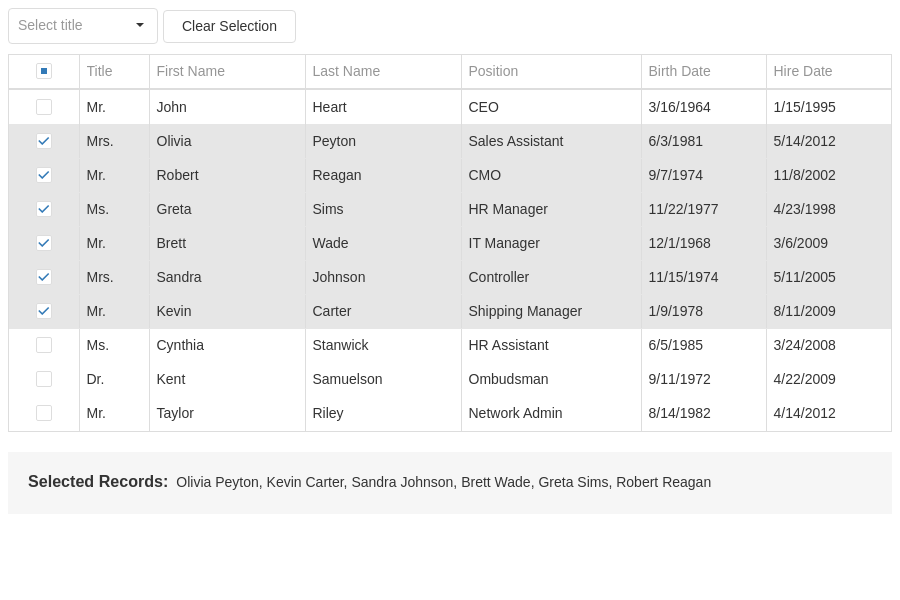 Select title Clear Selection
Title First Name Last Name Position Birth Date Hire Date
Mr. John Heart CEO 3/16/1964 1/15/1995
Mrs. Olivia Peyton Sales Assistant 6/3/1981 5/14/2012
Mr. Robert Reagan CMO 9/7/1974 11/8/2002
Ms. Greta Sims HR Manager 11/22/1977 4/23/1998
Mr. Brett Wade IT Manager 12/1/1968 3/6/2009
Mrs. Sandra Johnson Controller 11/15/1974 5/11/2005
Mr. Kevin Carter Shipping Manager 1/9/1978 8/11/2009
Ms. Cynthia Stanwick HR Assistant 6/5/1985 3/24/2008
Dr. Kent Samuelson Ombudsman 9/11/1972 4/22/2009
Mr. Taylor Riley Network Admin 8/14/1982 4/14/2012
Selected Records: Olivia Peyton, Kevin Carter, Sandra Johnson, Brett Wade, Greta Sims, Robert Reagan